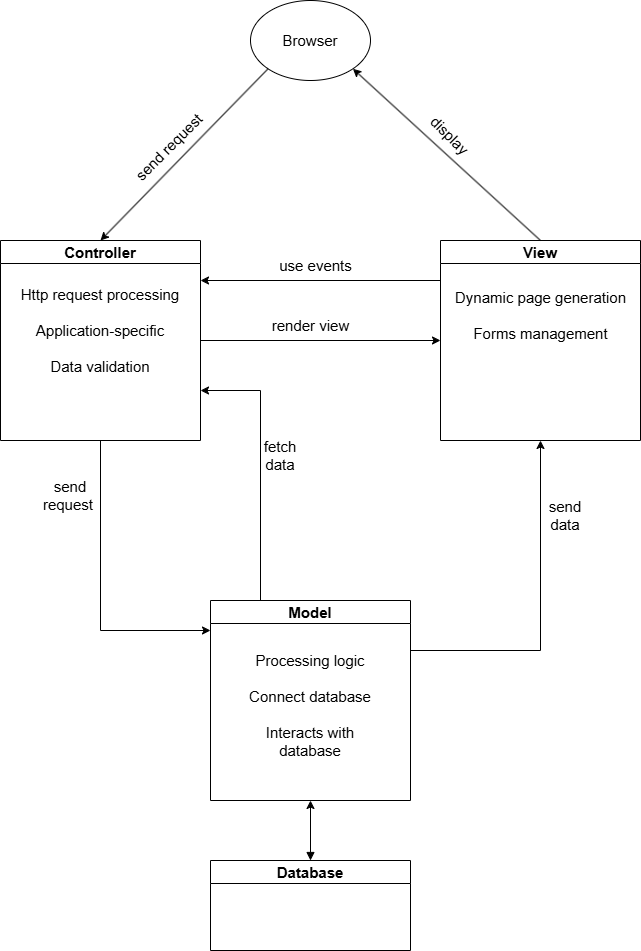 Browser
send request
display
Controller
View
use events
Http request processing
Dynamic page generation
Application-specific
render view
Forms management
Data validation
fetch
data
send
request
send
data
Model
Processing logic
Connect database
Interacts with
database
Database